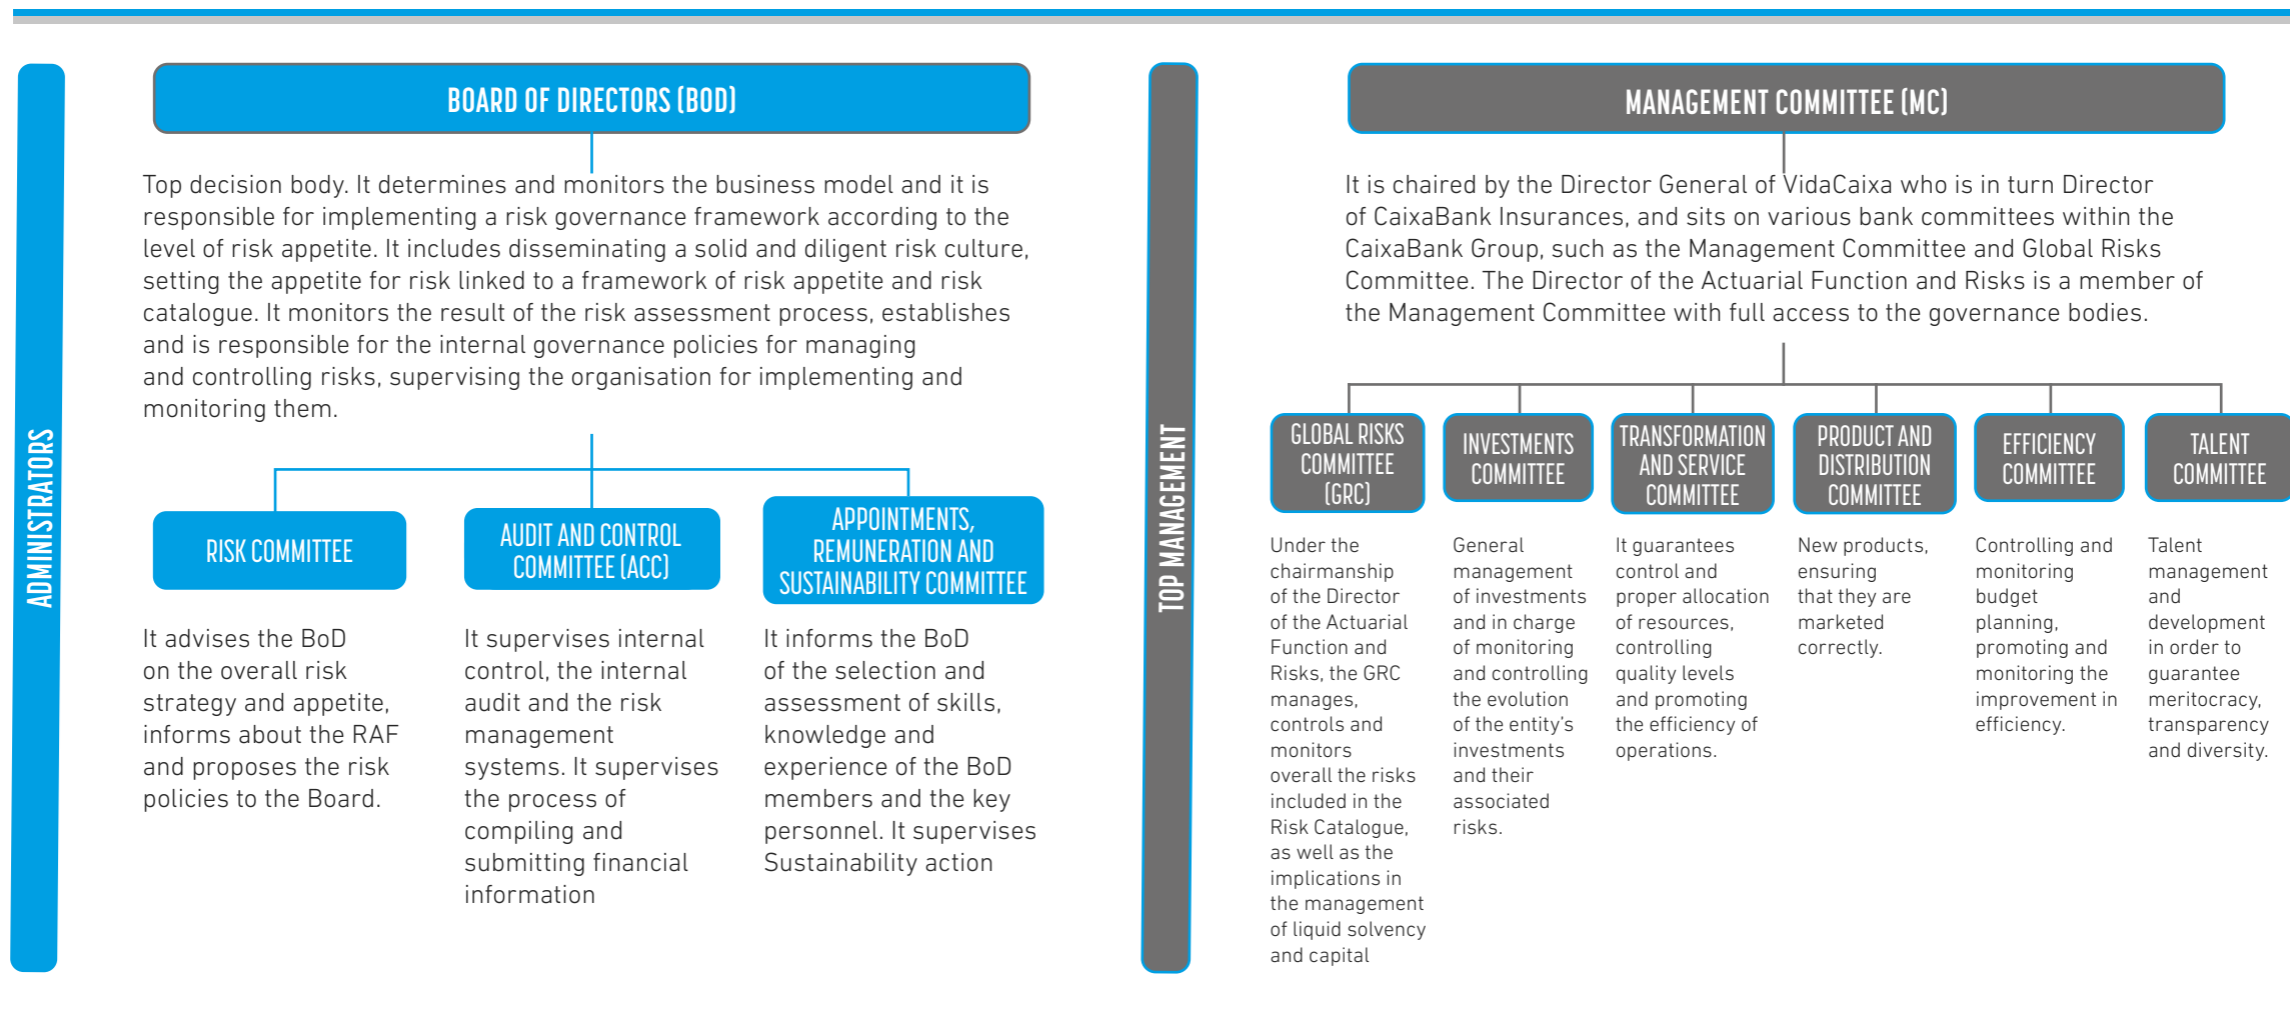 ADMINISTRATORS
BOARD OF DIRECTORS (BOD)
Top decision body. It determines and monitors the business model and it is
responsible for implementing a risk governance framework according to the
level of risk appetite. It includes disseminating a solid and diligent risk culture,
setting the appetite for risk linked to a framework of risk appetite and risk
catalogue. It monitors the result of the risk assessment process, establishes
and is responsible for the internal governance policies for managing
and controlling risks, supervising the organisation for implementing and
monitoring them.
RISK COMMITTEE
It advises the BoD
on the overall risk
strategy and appetite,
informs about the RAF
and proposes the risk
policies to the Board.
AUDIT AND CONTROL
COMMITTEE (ACC)
It supervises internal
control, the internal
audit and the risk
management
systems. It supervises
the process of
compiling and
submitting financial
information
APPOINTMENTS,
REMUNERATION AND
SUSTAINABILITY COMMITTEE
It informs the BoD
of the selection and
assessment of skills,
knowledge and
experience of the BoD
members and the key
personnel. It supervises
Sustainability action
TOP MANAGEMENT
MANAGEMENT COMMITTEE (MC)
It is chaired by the Director General of VidaCaixa who is in turn Director
of CaixaBank Insurances, and sits on various bank committees within the
CaixaBank Group, such as the Management Committee and Global Risks
Committee. The Director of the Actuarial Function and Risks is a member of
the Management Committee with full access to the governance bodies.
GLOBAL RISKS
COMMITTEE
(GRC)
Under the
chairmanship
of the Director
of the Actuarial
Function and
Risks, the GRC
manages,
controls and
monitors
overall the risks
included in the
Risk Catalogue,
as well as the
implications in
the management
of liquid solvency
and capital
INVESTMENTS
COMMITTEE
General
management
of investments
and in charge
of monitoring
and controlling
the evolution
of the entity's
investments
and their
associated
risks.
TRANSFORMATION
AND SERVICE
COMMITTEE
It guarantees
control and
proper allocation
of resources,
controlling
quality levels
and promoting
the efficiency of
operations.
PRODUCT AND
DISTRIBUTION
COMMITTEE
New products,
ensuring
that they are
marketed
correctly.
EFFICIENCY
COMMITTEE
Controlling and
monitoring
budget
planning,
promoting and
monitoring the
improvement in
efficiency.
TALENT
COMMITTEE
Talent
management
and
development
in order to
guarantee
meritocracy,
transparency
and diversity.